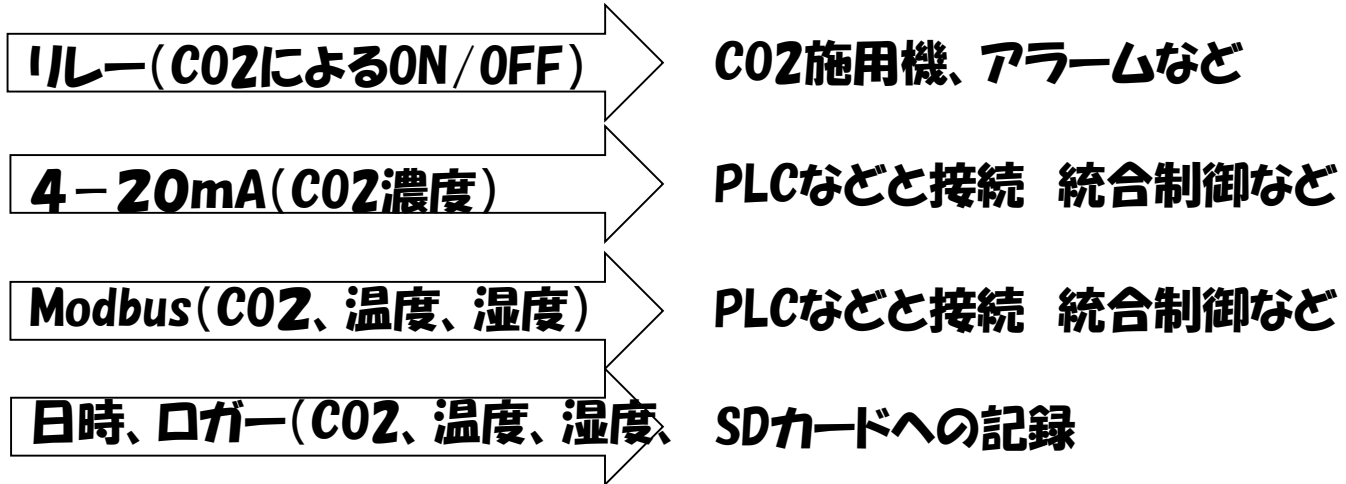 リレー(CO2によるON/OFF)
CO2施用機、アラームなど
4-20mA(CO2濃度)
PLCなどと接続 統合制御など
Modbus(CO2、温度、湿度)
PLCなどと接続 統合制御など
日時、ロガー(CO2、温度、湿度、
SDカードへの記録